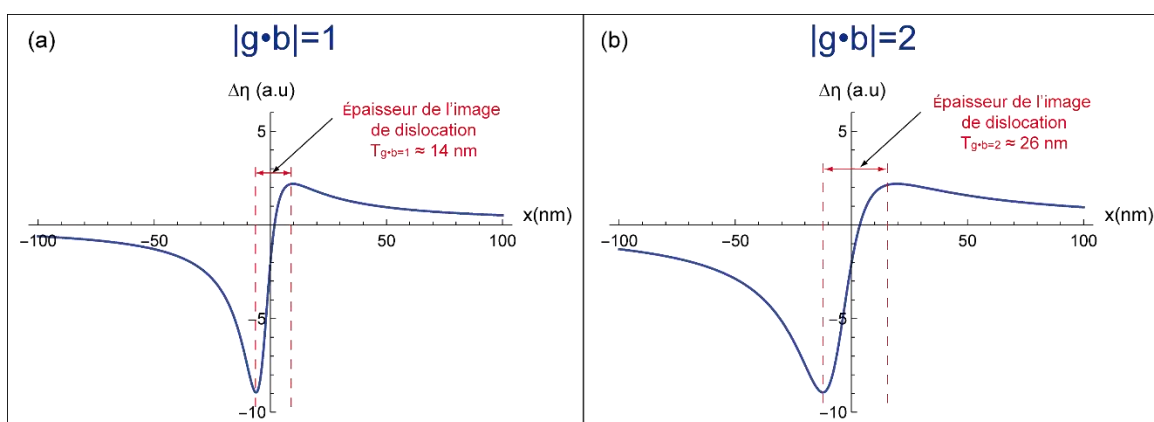 (a)
|g•b|=1
Δη (a.u)
Épaisseur de l'image
de dislocation
Tg•b=1 ≈ 14 nm
5
x(nm)
−100
−50
50
100
−5
−10
(b)
|g•b|=2
Δη (a.u)
Épaisseur de l'image
de dislocation
Tg•b=2 ≈ 26 nm
5
x(nm)
−100
−50
50
100
−5
−10